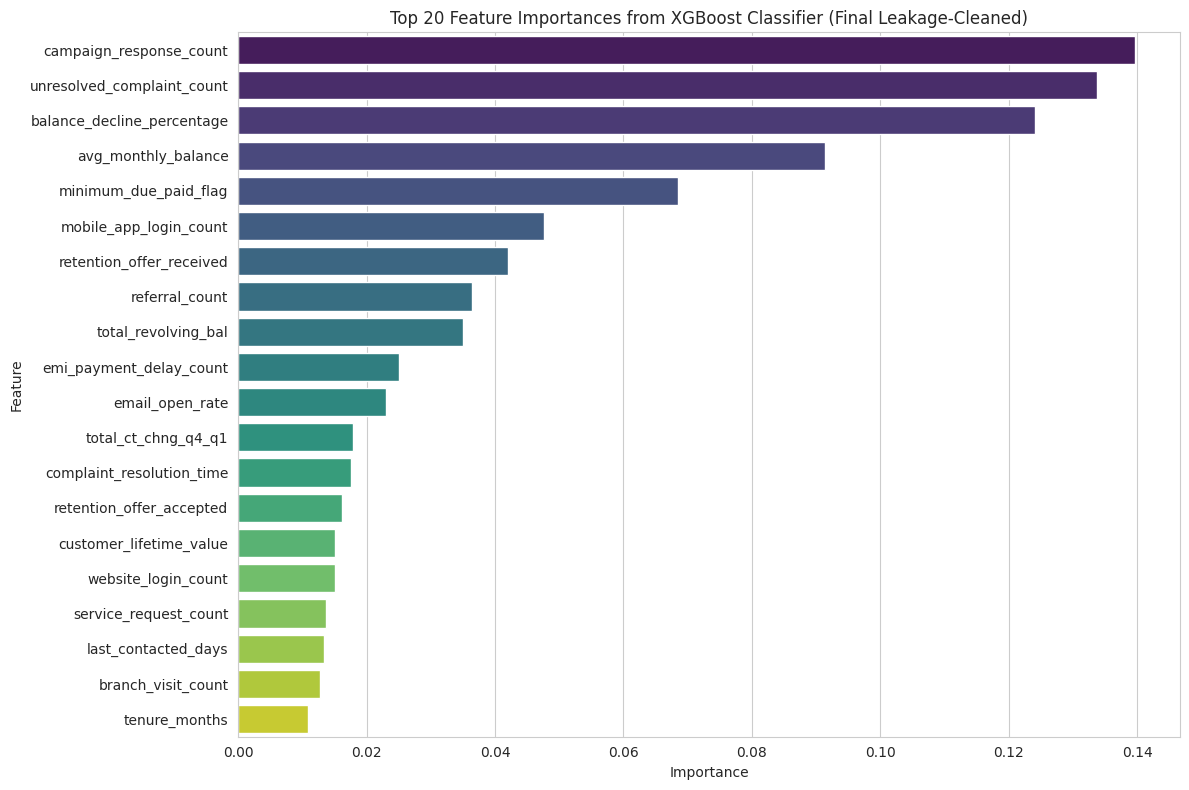 Top 20 Feature Importances from XGBoost Classifier (Final Leakage-Cleaned)
campaign_response_count
unresolved_complaint_count
balance_decline_percentage
avg_monthly_balance
minimum_due_paid_flag
mobile_app_login_count
retention_offer_received
referral_count
total_revolving_bal
emi_payment_delay_count
email_open_rate
total_ct_chng_q4_q1
complaint_resolution_time
retention_offer_accepted
customer_lifetime_value
website_login_count
service_request_count
last_contacted_days
branch_visit_count
tenure_months
Feature
0.00 0.02 0.04 0.06 0.08 0.10 0.12 0.14
Importance